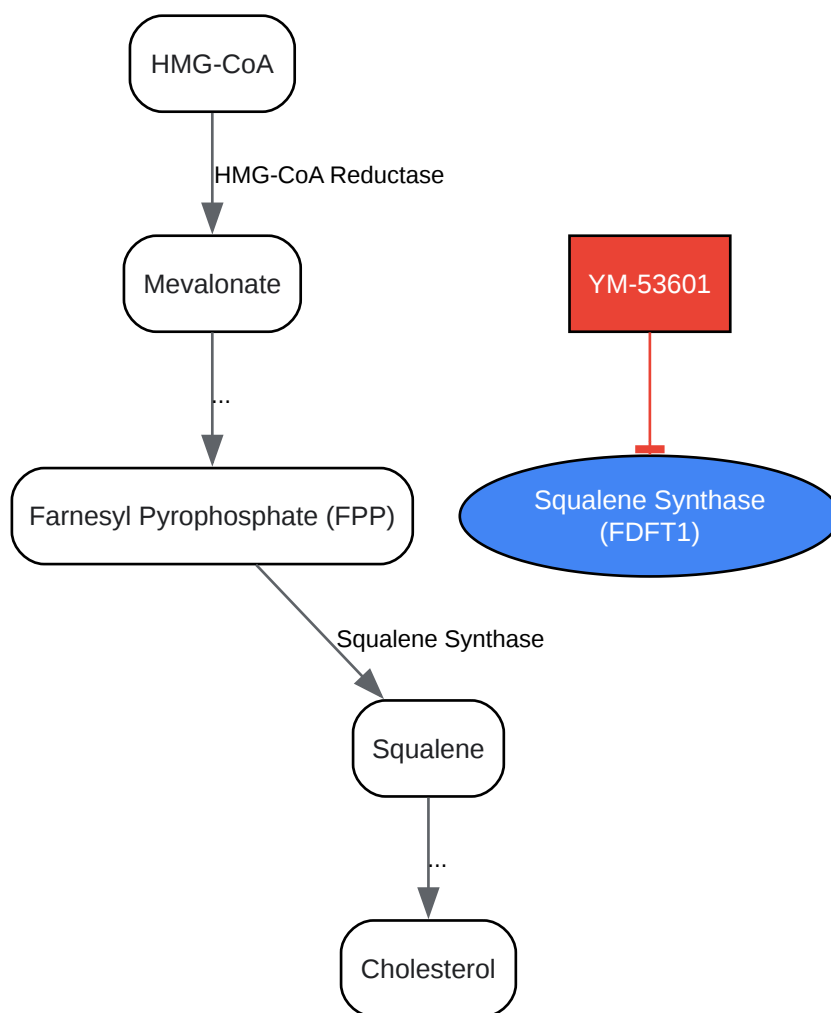 HMG-CoA
HMG-CoA Reductase
Mevalonate
YM-53601
...
Farnesyl Pyrophosphate (FPP)
Squalene Synthase
(FDFT1)
Squalene Synthase
Squalene
...
Cholesterol